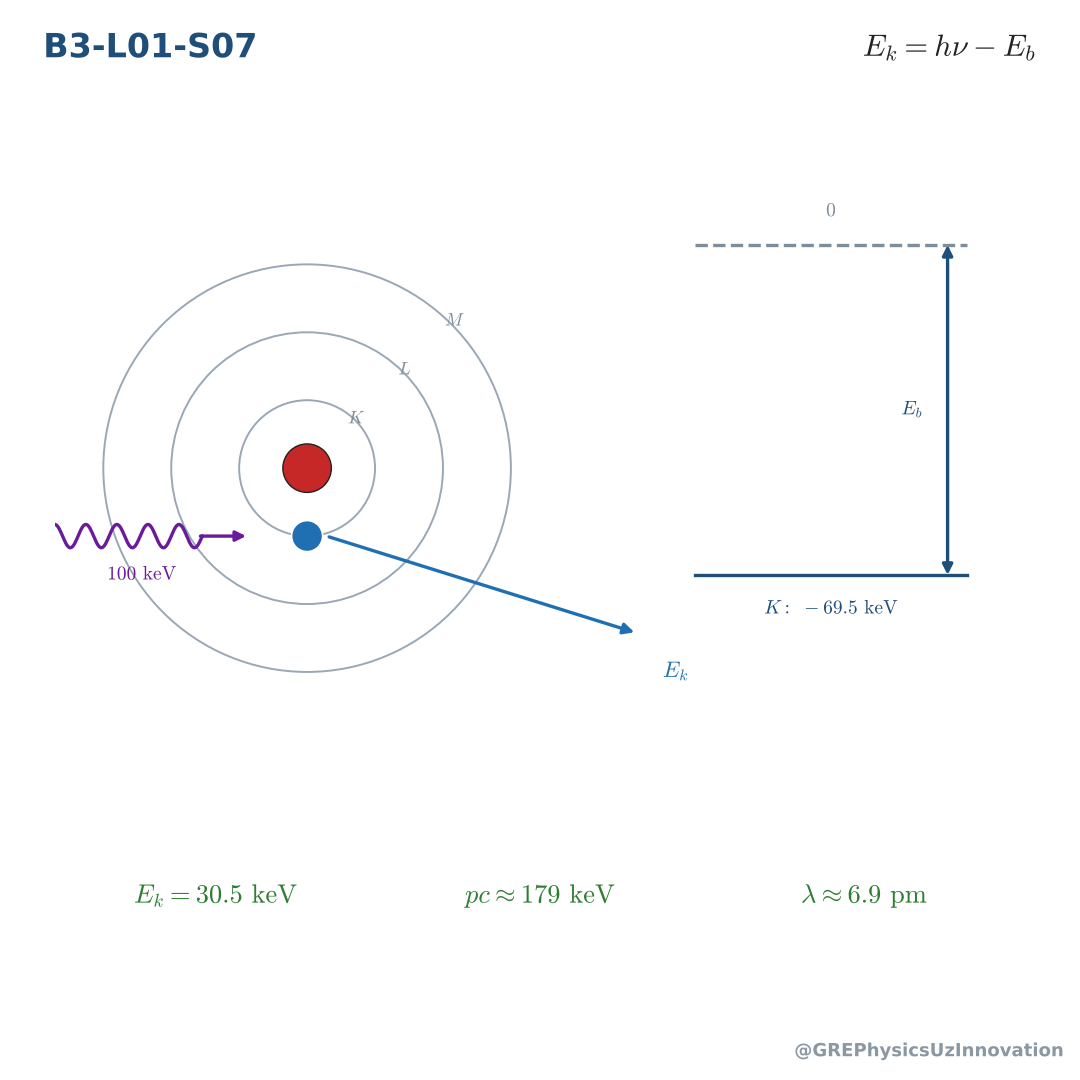 B3-L01-S07
E_k = hν − E_b
0
M
L
K
E_b
100 keV
K: −69.5 keV
E_k
E_k = 30.5 keV
pc ≈ 179 keV
λ ≈ 6.9 pm
@GREPhysicsUzInnovation